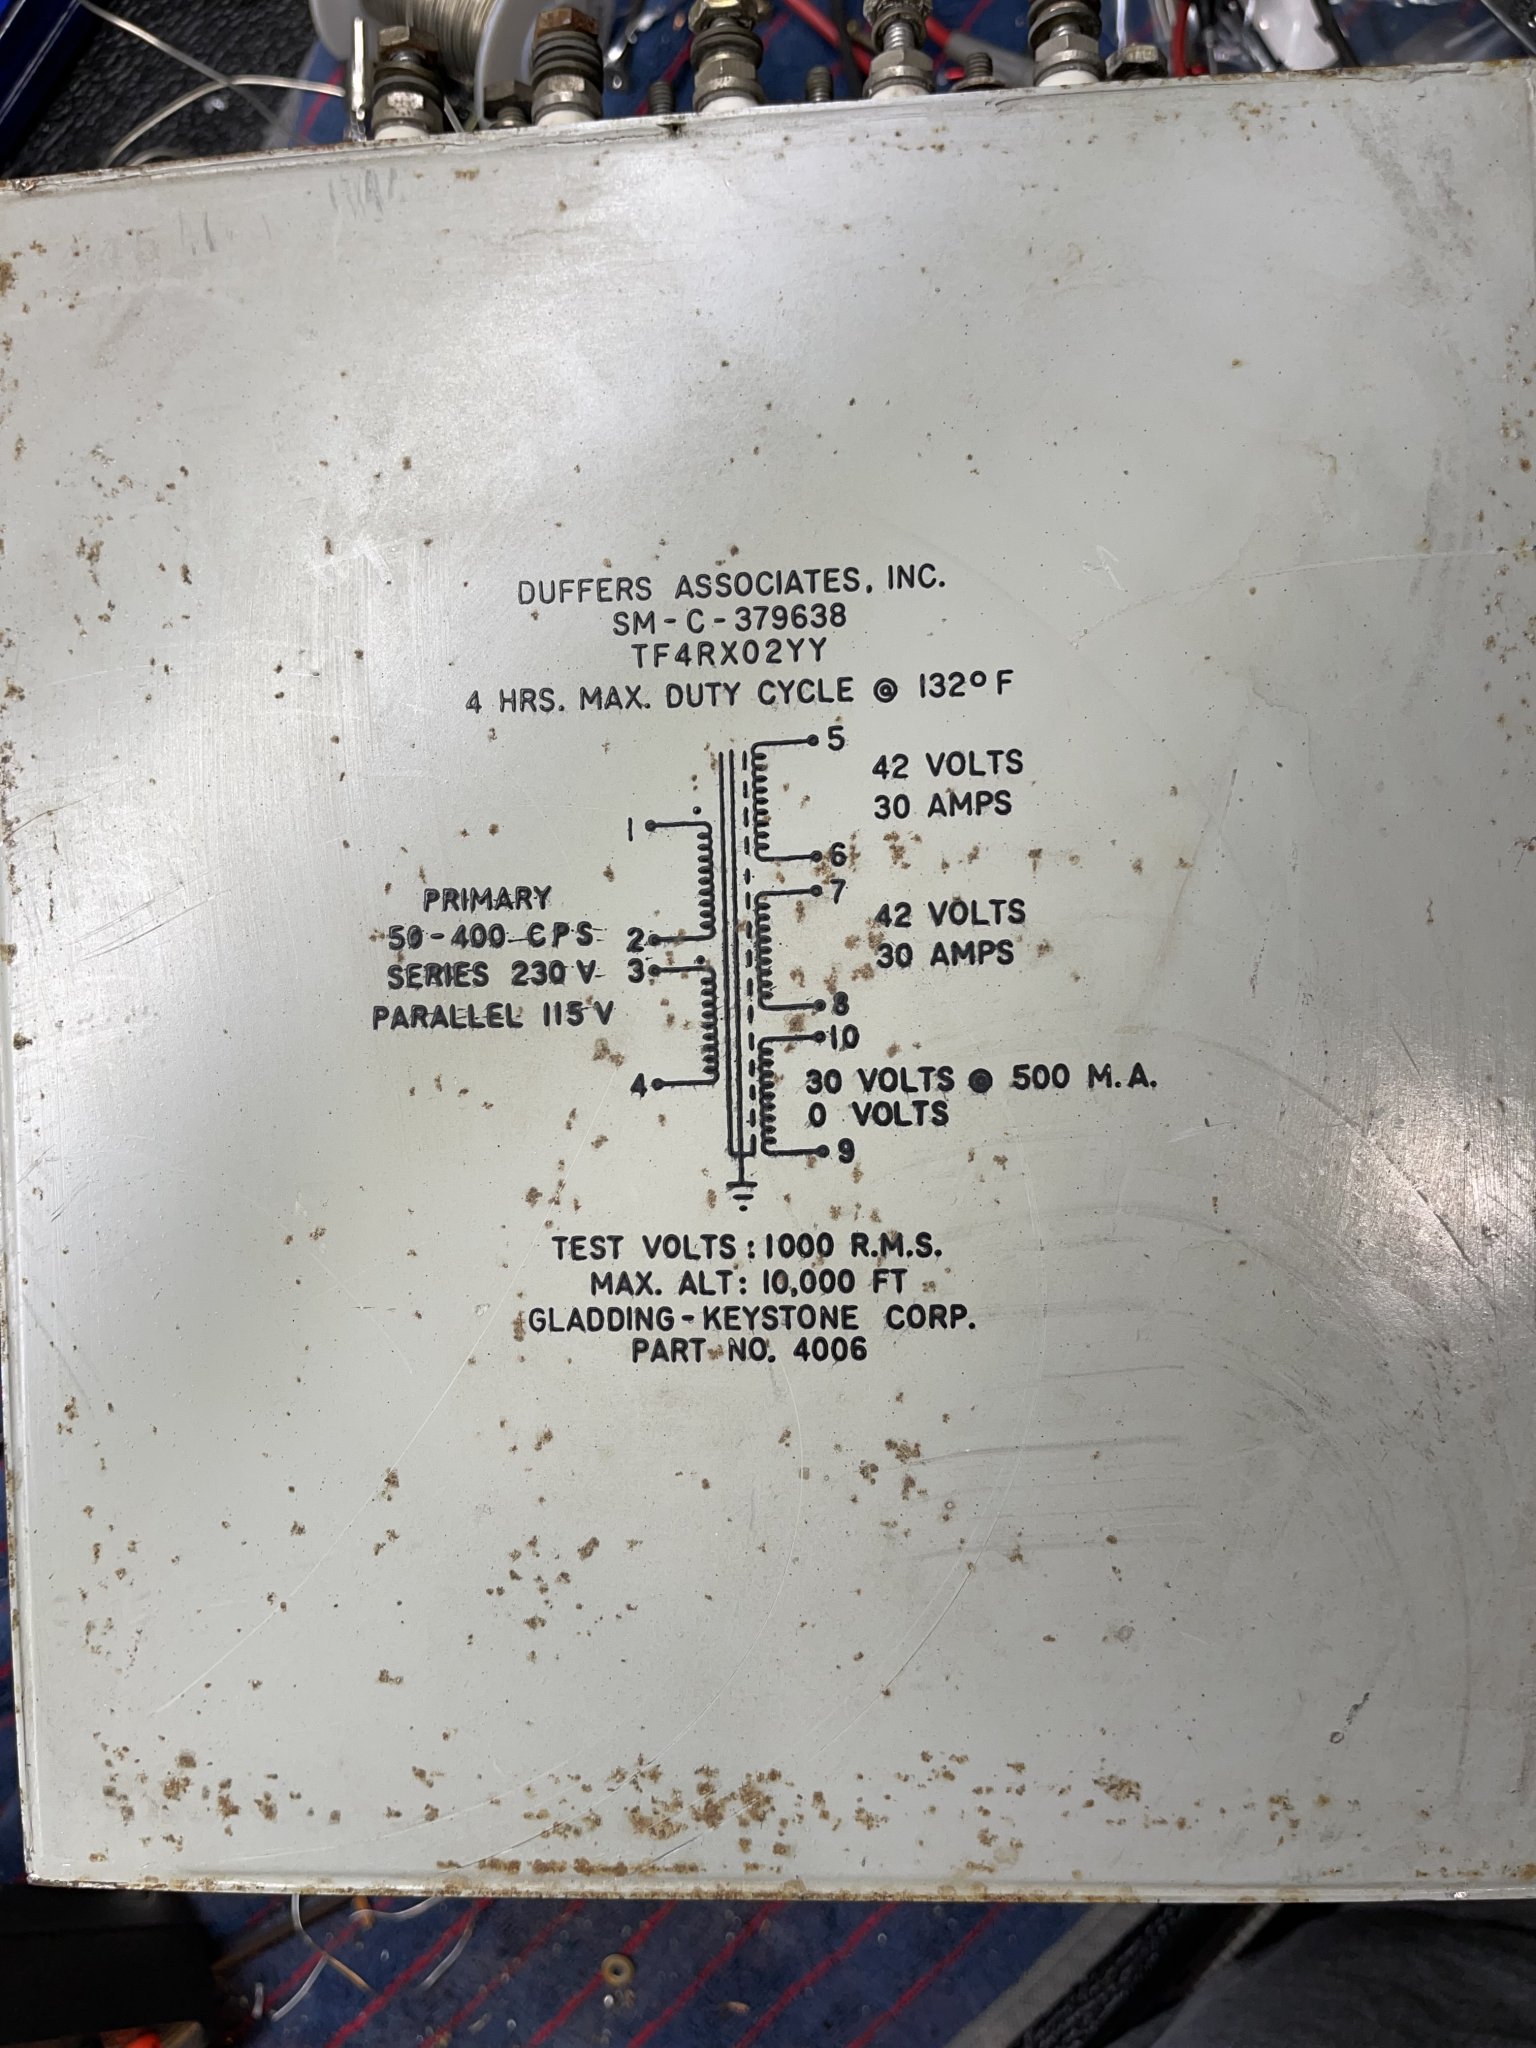 DUFFERS ASSOCIATES, INC.
SM-C-379638
TF4RX02YY
4 HRS. MAX. DUTY CYCLE @ 132° F
5
42 VOLTS
30 AMPS
1
6
7
PRIMARY
42 VOLTS
50-400 CPS
2
30 AMPS
SERIES 230 V
3
8
PARALLEL 115 V
10
4
30 VOLTS @ 500 M.A.
0 VOLTS
9
TEST VOLTS: 1000 R.M.S.
MAX. ALT: 10,000 FT
GLADDING-KEYSTONE CORP.
PART NO. 4006